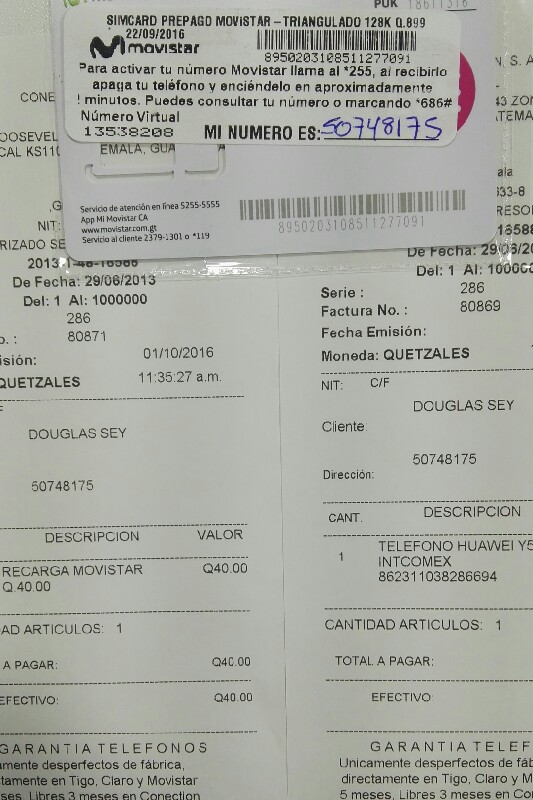 PUK 18611316
SIMCARD PREPAGO MOVISTAR -TRIANGULADO 128K Q.899
22/09/2016
movistar
8950203108511277091
Para activar tu número Movistar llama al *255, al recibirlo
apaga tu teléfono y enciéndelo en aproximadamente
! minutos. Puedes consultar tu número o marcando *686#
Número Virtual
13538208 MI NUMERO ES: 50748175
EMALA, GUA
Servicio de atención en línea 5255-5555
App Mi Movistar CA
www.movistar.com.gt
Servicio al cliente 2379-1301 o *119
8950203108511277091
CONE
OOSEVEL
CAL KS110
,G
NIT:
RIZADO SE
2013-1-48-16588
De Fecha: 29/06/2013
Del: 1 Al: 1000000
286
o. : 80871
isión: 01/10/2016
QUETZALES 11:35:27 a.m.
DOUGLAS SEY
50748175
DESCRIPCION VALOR
RECARGA MOVISTAR Q40.00
Q.40.00
DAD ARTICULOS: 1
A PAGAR: Q40.00
EFECTIVO: Q40.00
GARANTIA TELEFONOS
amente desperfectos de fábrica,
ctamente en Tigo, Claro y Movistar
ses, Libres 3 meses en Conection
N, S. A
43 ZON
TEMA
ala
33-8
RESO
16588
De Fecha: 29/0
Del: 1 Al: 10000
Serie : 286
Factura No. : 80869
Fecha Emisión:
Moneda: QUETZALES
NIT: C/F
DOUGLAS SEY
Cliente:
50748175
Dirección:
CANT. DESCRIPCION
1 TELEFONO HUAWEI Y5
INTCOMEX
862311038286694
CANTIDAD ARTICULOS: 1
TOTAL A PAGAR:
EFECTIVO:
GARANTIA TELEF
Unicamente desperfectos de fáb
directamente en Tigo, Claro y M
5 meses, Libres 3 meses en Con